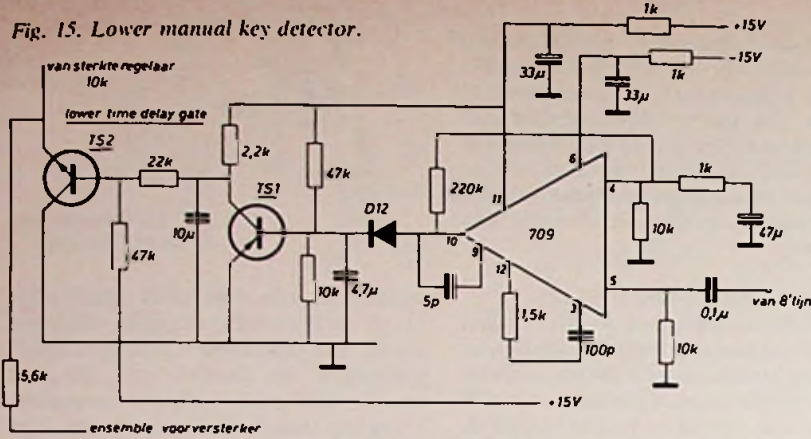 Fig. 15. Lower manual key detector.
1k
+15V
-15V
1k
33µ
33µ
van sterkteregelaar
10k
lower time delay gate
TS2
22k
2,2k
TS1
47k
220k
11
6
4
1k
10k
47µ
D12
10
9
709
12
3
5
0,1µ
van 8'lijn
47k
10µ
10k
4,7µ
5p
1,5k
100p
10k
5,6k
+15V
ensemble voorversterker